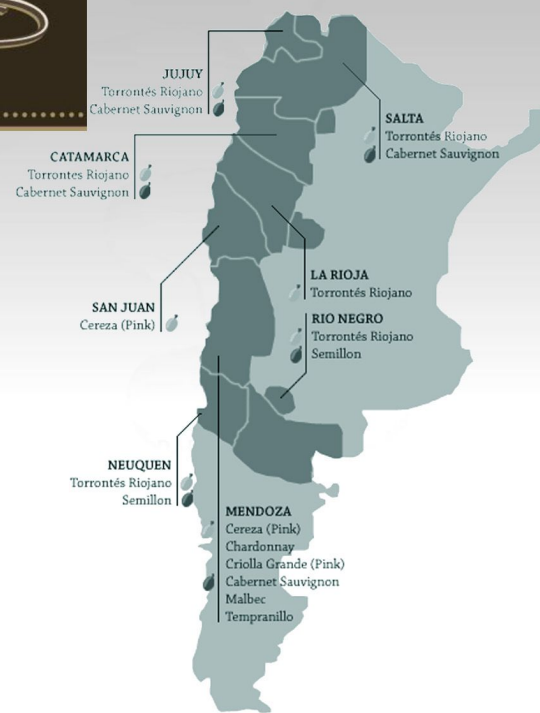 JUJUY
Torrontés Riojano
Cabernet Sauvignon
SALTA
Torrontés Riojano
Cabernet Sauvignon
CATAMARCA
Torrontes Riojano
Cabernet Sauvignon
LA RIOJA
Torrontés Riojano
SAN JUAN
Cereza (Pink)
RIO NEGRO
Torrontés Riojano
Semillon
NEUQUEN
Torrontés Riojano
Semillon
MENDOZA
Cereza (Pink)
Chardonnay
Criolla Grande (Pink)
Cabernet Sauvignon
Malbec
Tempranillo